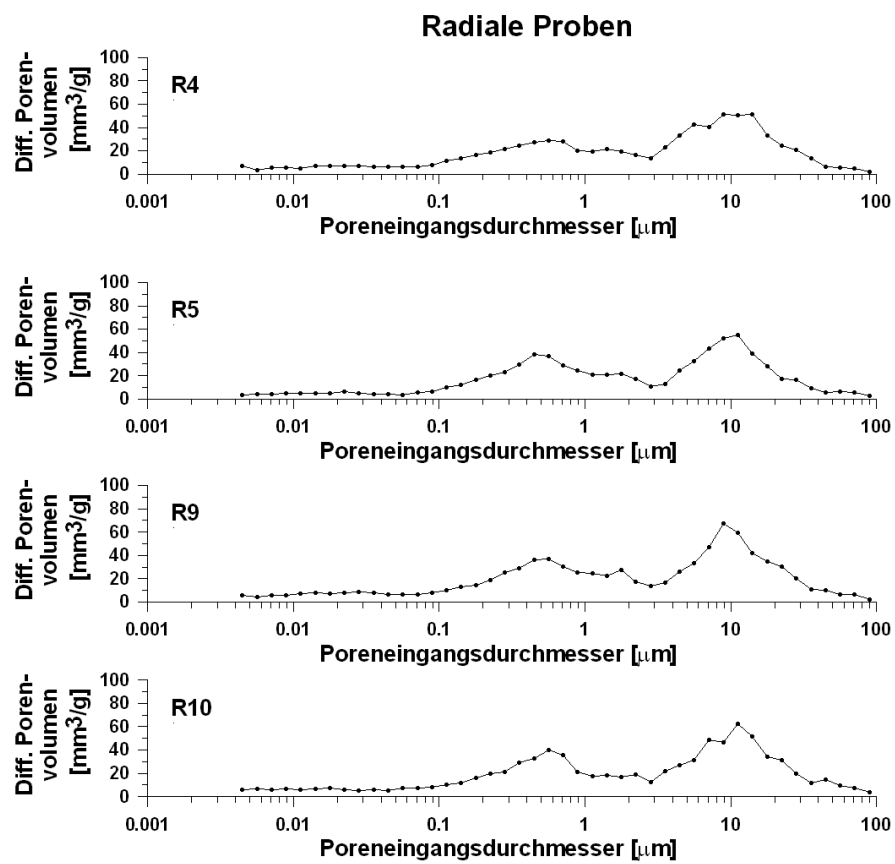 Radiale Proben
Diff. Poren-
volumen
[mm³/g]
100
80
60
40
20
0
R4
0.001 0.01 0.1 1 10 100
Poreneingangsdurchmesser [μm]
Diff. Poren-
volumen
[mm³/g]
100
80
60
40
20
0
R5
0.001 0.01 0.1 1 10 100
Poreneingangsdurchmesser [μm]
Diff. Poren-
volumen
[mm³/g]
100
80
60
40
20
0
R9
0.001 0.01 0.1 1 10 100
Poreneingangsdurchmesser [μm]
Diff. Poren-
volumen
[mm³/g]
100
80
60
40
20
0
R10
0.001 0.01 0.1 1 10 100
Poreneingangsdurchmesser [μm]